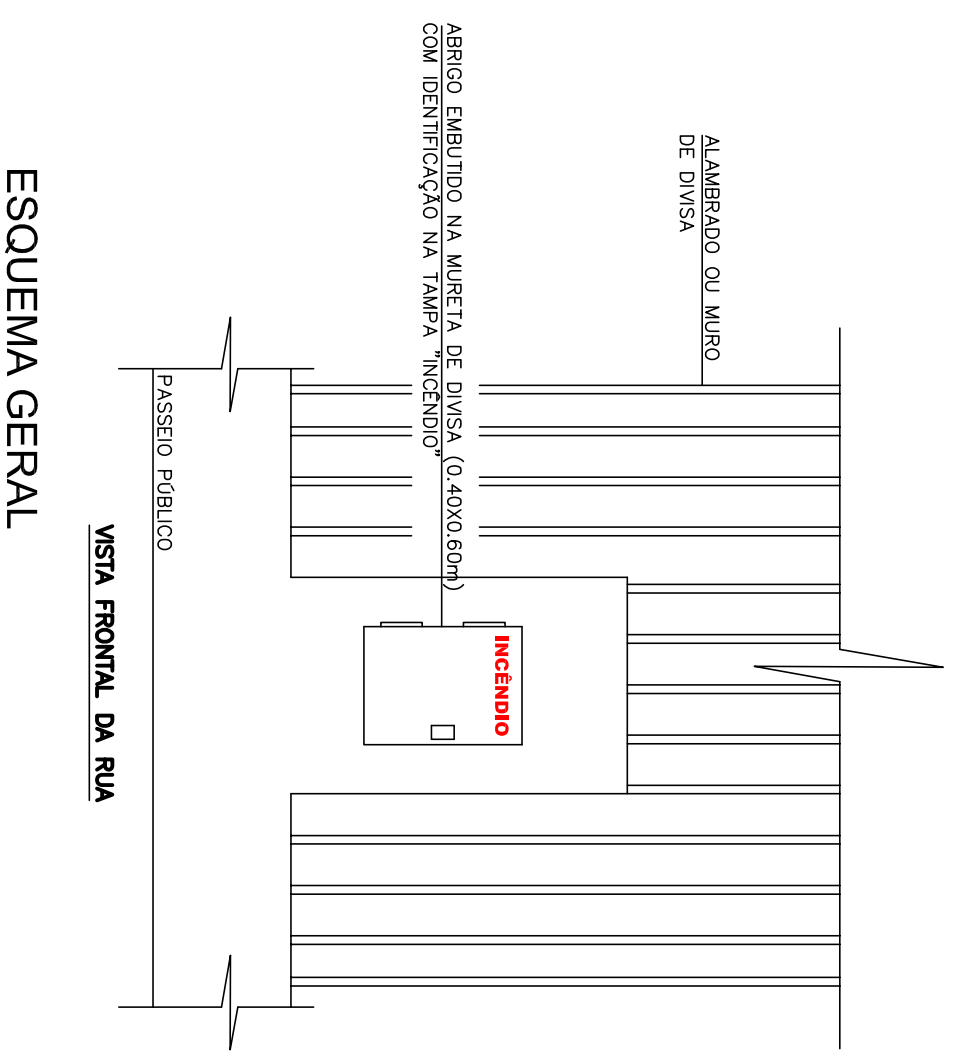 ALAMBRADO OU MURO
DE DIVISA
ABRIGO EMBUTIDO NA MURETA DE DIVISA (0.40X0.60m)
COM IDENTIFICAÇÃO NA TAMPA "INCÊNDIO"
INCÊNDIO
PASSEIO PÚBLICO
VISTA FRONTAL DA RUA
ESQUEMA GERAL